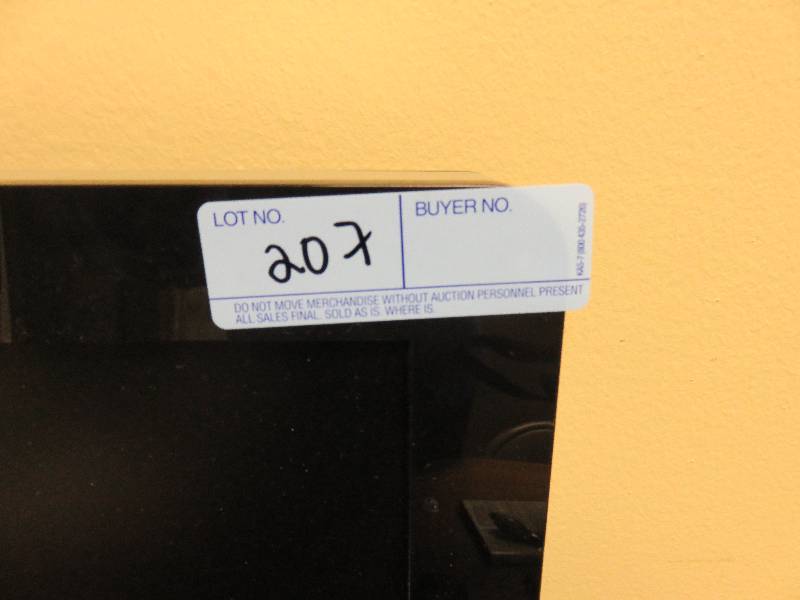 LOT NO.
207
BUYER NO.
DO NOT MOVE MERCHANDISE WITHOUT AUCTION PERSONNEL PRESENT
ALL SALES FINAL. SOLD AS IS. WHERE IS.